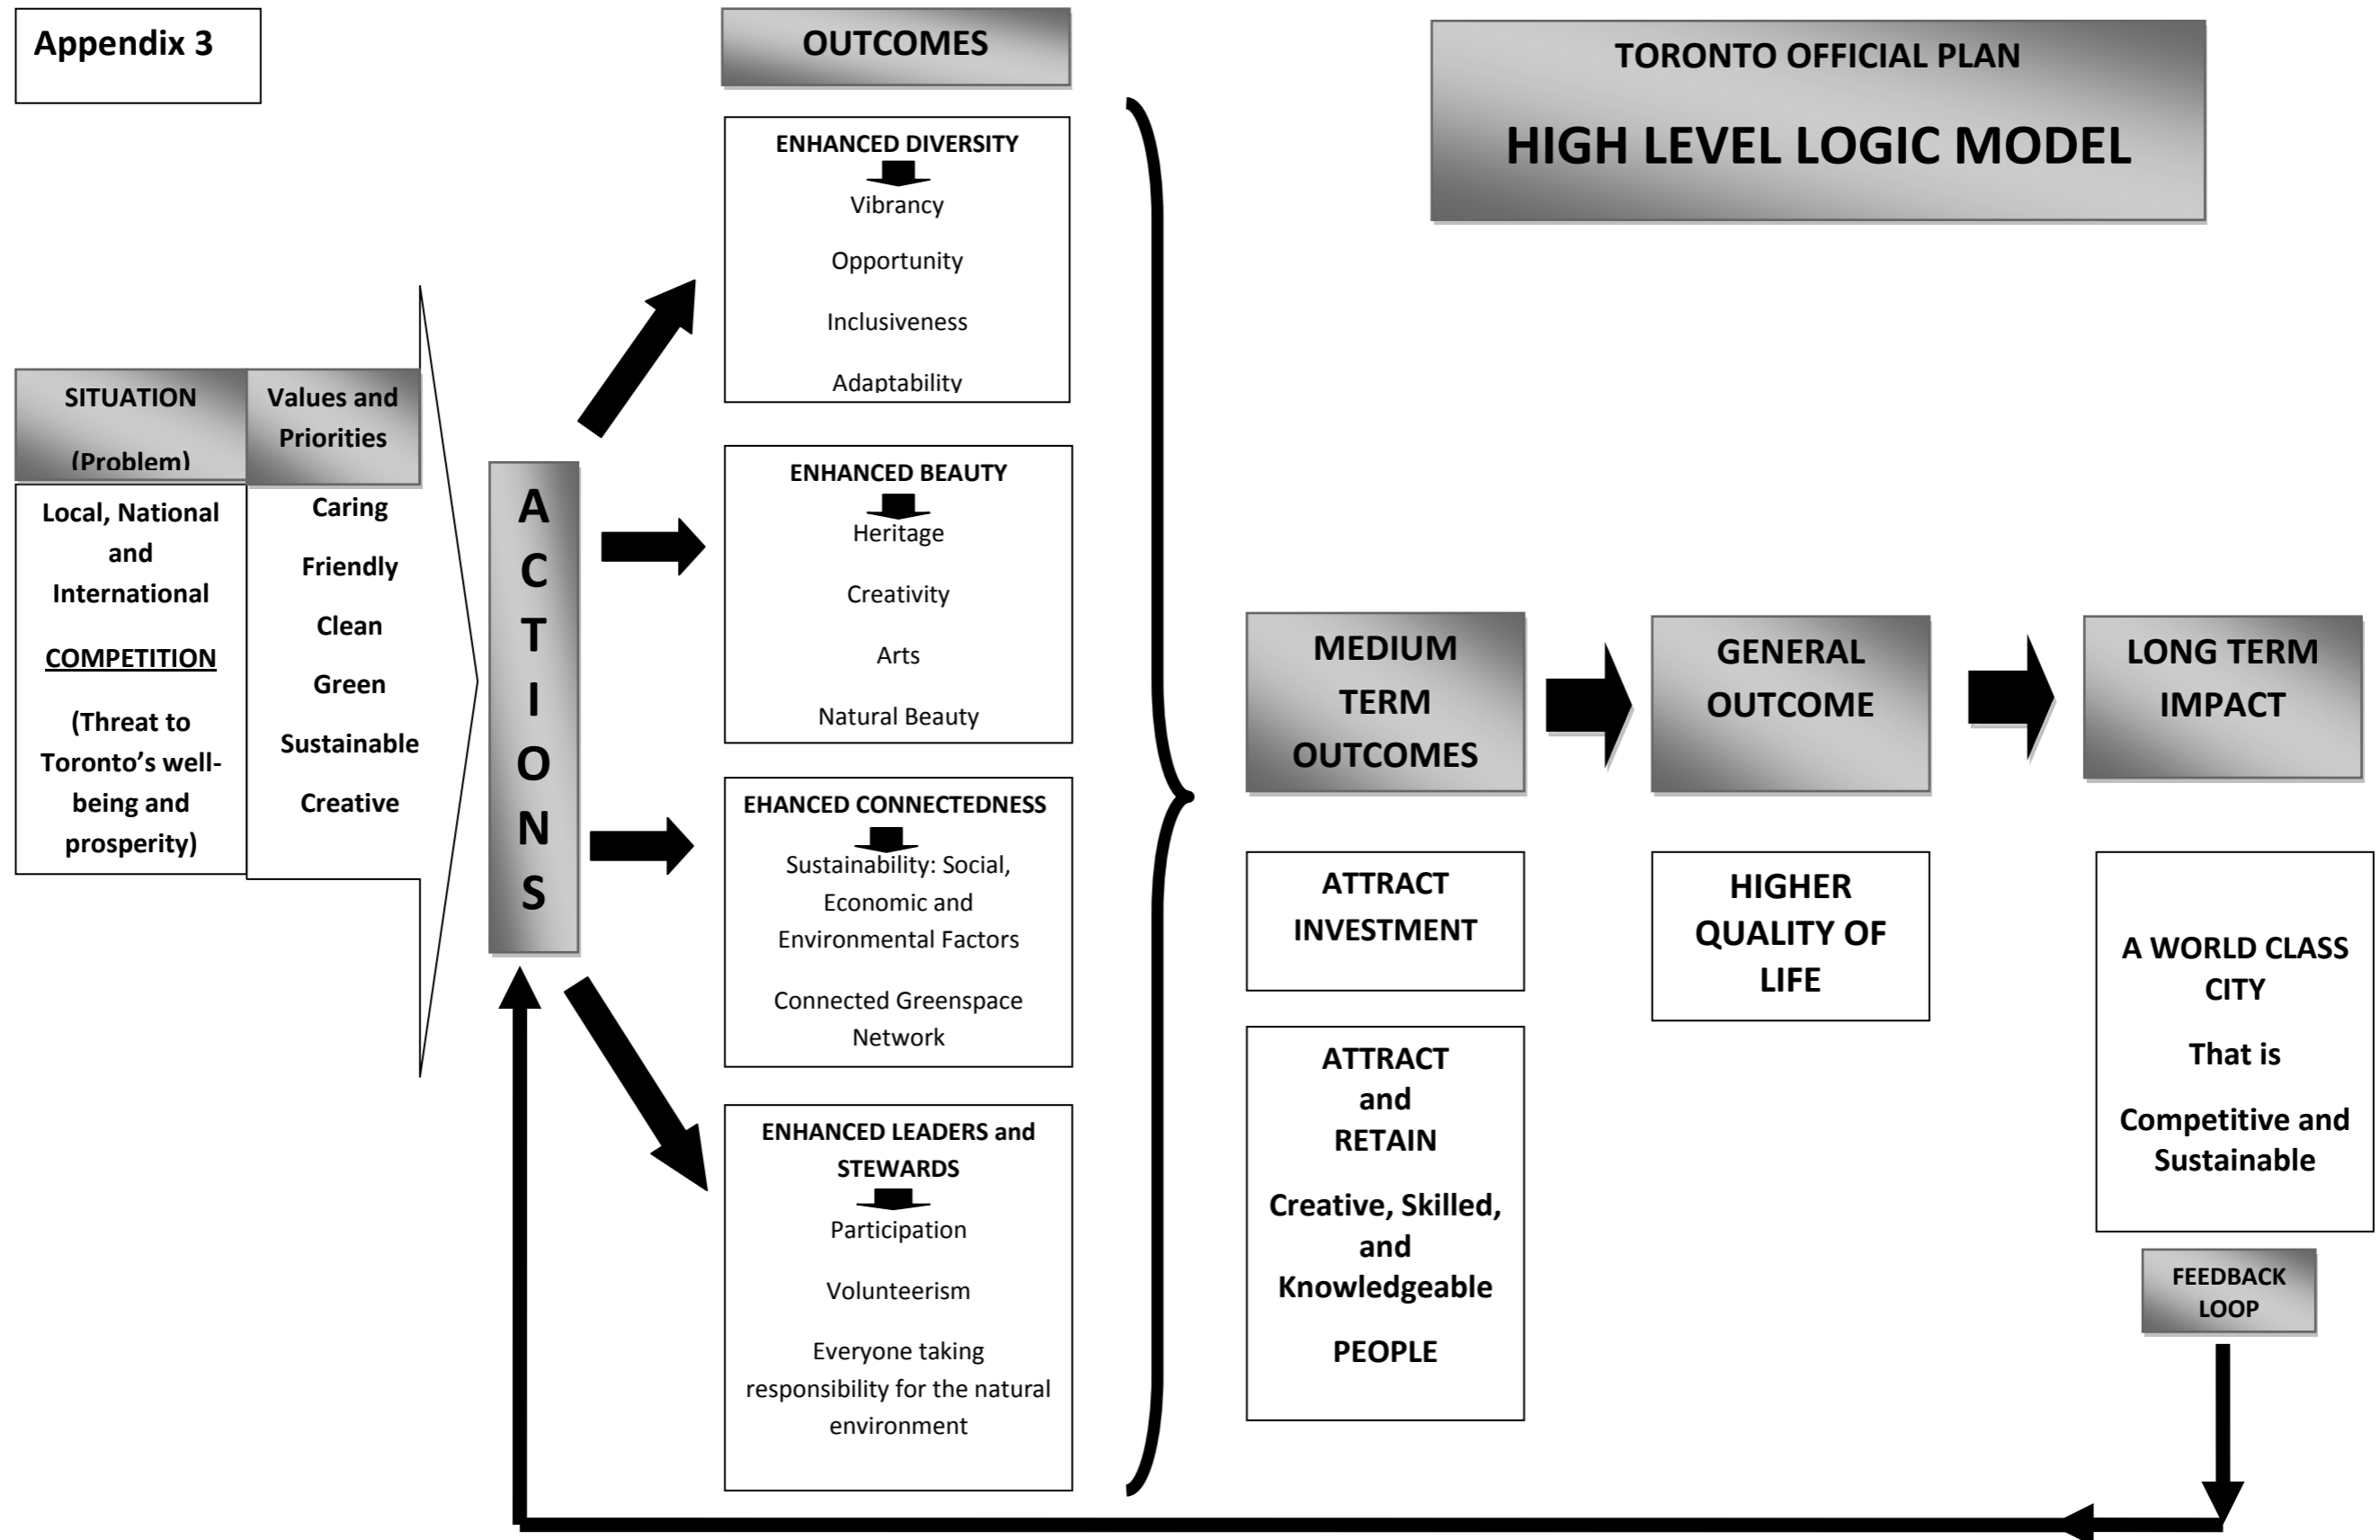 Appendix 3
OUTCOMES
TORONTO OFFICIAL PLAN
HIGH LEVEL LOGIC MODEL
SITUATION
(Problem)
Local, National
and
International
COMPETITION
(Threat to
Toronto’s well-
being and
prosperity)
Values and
Priorities
Caring
Friendly
Clean
Green
Sustainable
Creative
A
C
T
I
O
N
S
ENHANCED DIVERSITY
Vibrancy
Opportunity
Inclusiveness
Adaptability
ENHANCED BEAUTY
Heritage
Creativity
Arts
Natural Beauty
EHANCED CONNECTEDNESS
Sustainability: Social,
Economic and
Environmental Factors
Connected Greenspace
Network
ENHANCED LEADERS and
STEWARDS
Participation
Volunteerism
Everyone taking
responsibility for the natural
environment
MEDIUM
TERM
OUTCOMES
ATTRACT
INVESTMENT
ATTRACT
and
RETAIN
Creative, Skilled,
and
Knowledgeable
PEOPLE
GENERAL
OUTCOME
HIGHER
QUALITY OF
LIFE
LONG TERM
IMPACT
A WORLD CLASS
CITY
That is
Competitive and
Sustainable
FEEDBACK
LOOP